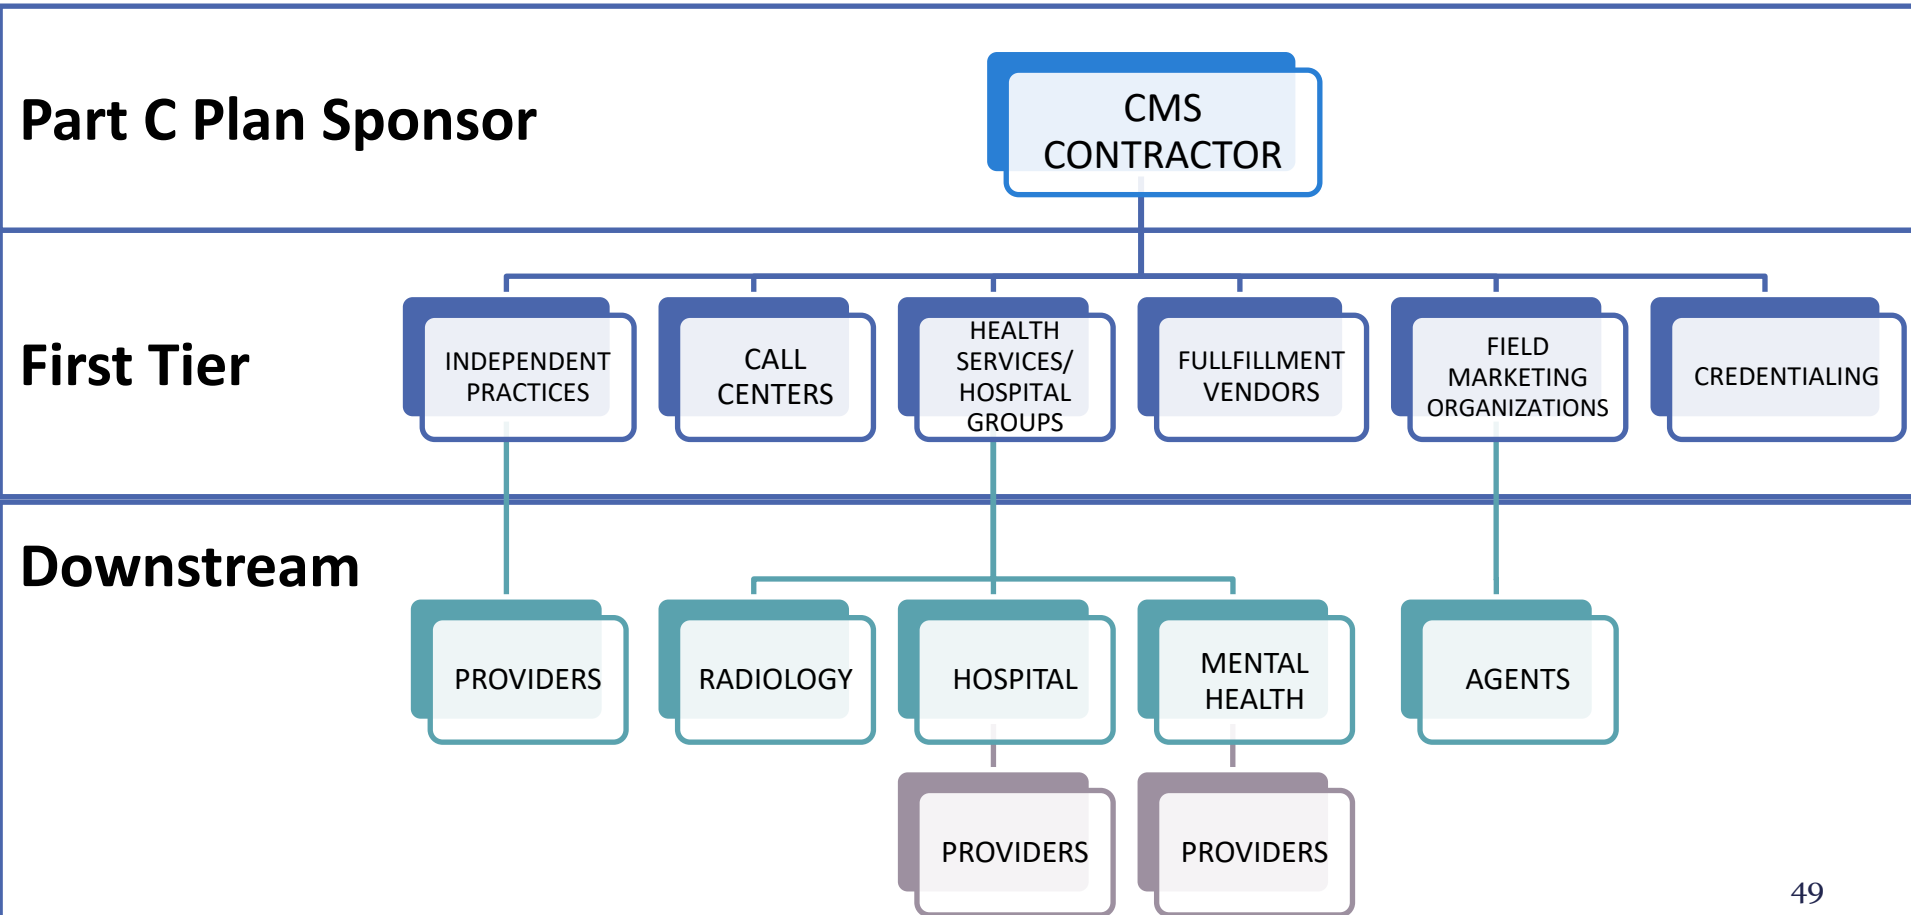 Part C Plan Sponsor
CMS
CONTRACTOR
First Tier
INDEPENDENT
PRACTICES
CALL
CENTERS
HEALTH
SERVICES/
HOSPITAL
GROUPS
FULLFILLMENT
VENDORS
FIELD
MARKETING
ORGANIZATIONS
CREDENTIALING
Downstream
PROVIDERS
RADIOLOGY
HOSPITAL
MENTAL
HEALTH
AGENTS
PROVIDERS
PROVIDERS
49